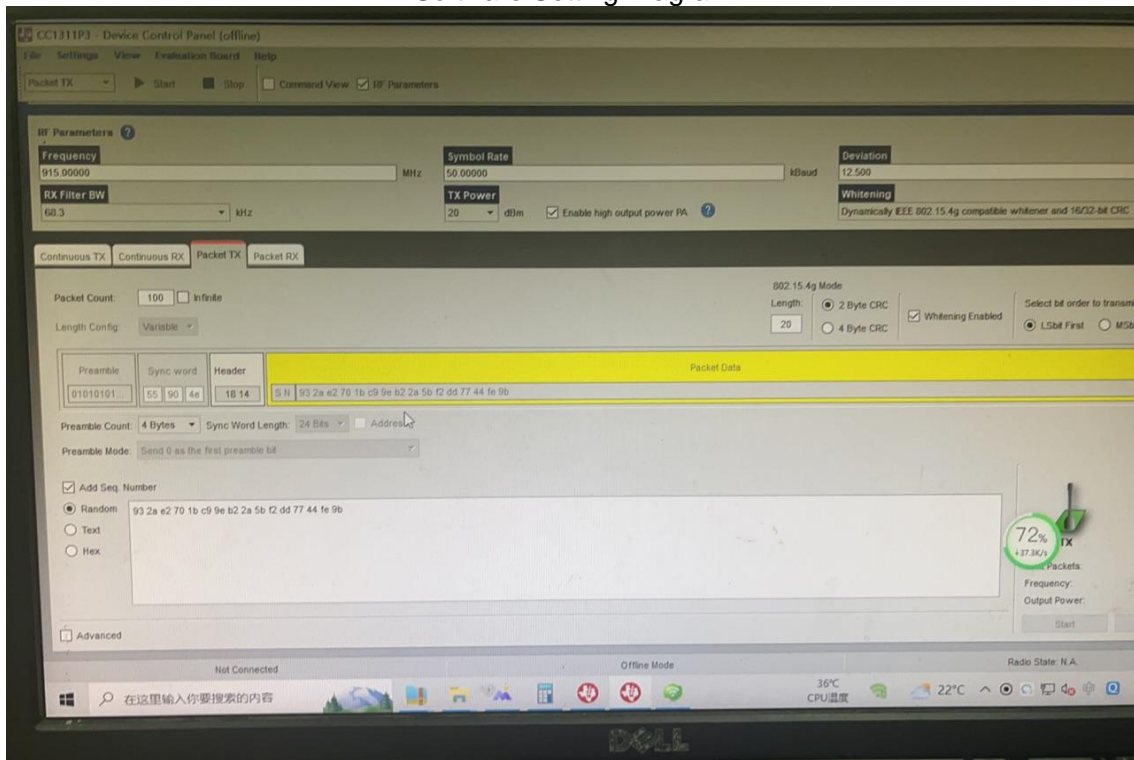 CC1311P3 - Device Control Panel (offline)
File Settings View Evaluation Board Help
Packet TX Start Stop Command View RF Parameters
RF Parameters ?
Frequency Symbol Rate Deviation
915.00000 MHz 50.00000 kBaud 12.500
RX Filter BW TX Power Whitening
68.3 kHz 20 dBm Enable high output power PA ? Dynamically IEEE 802.15.4g compatible whitener and 16/32-bit CRC
Continuous TX Continuous RX Packet TX Packet RX
802.15.4g Mode
Packet Count: 100 Infinite Length: 2 Byte CRC Whitening Enabled Select bit order to transm
Length Config: Variable 20 4 Byte CRC LSbit First MSb
Preamble Sync word Header Packet Data
01010101... 55 90 4e 18 14 S N 93 2a e2 70 1b c9 9e b2 2a 5b f2 dd 77 44 fe 9b
Preamble Count: 4 Bytes Sync Word Length: 24 Bits Address
Preamble Mode: Send 0 as the first preamble bit
Add Seq. Number
Random 93 2a e2 70 1b c9 9e b2 2a 5b f2 dd 77 44 fe 9b
Text
Hex
72% TX
37.3K/s
Packets:
Frequency:
Output Power:
Start
Advanced
Not Connected Offline Mode Radio State: N.A.
在这里输入你要搜索的内容 36°C CPU温度 22°C
DELL